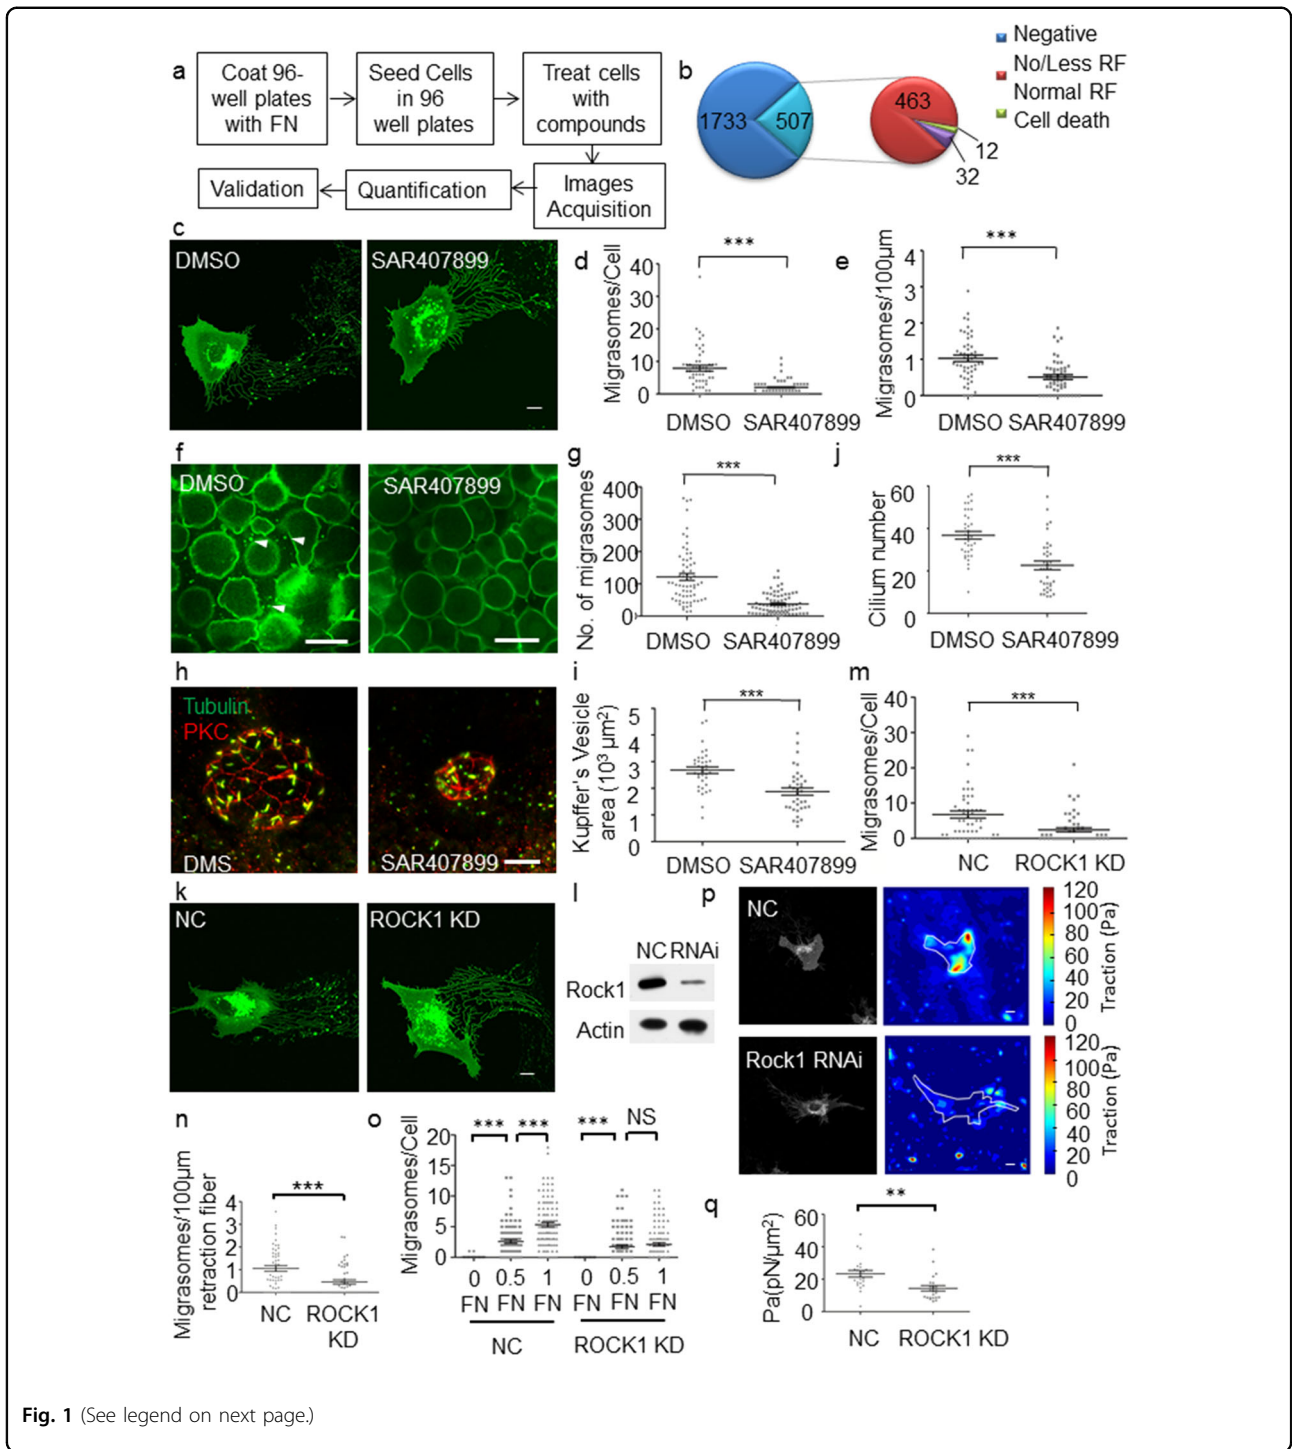 a
Coat 96-
well plates
with FN
Seed Cells
in 96
well plates
Treat cells
with
compounds
Validation
Quantification
Images
Acquisition
b
1733
507
463
12
32
Negative
No/Less RF
Normal RF
Cell death
c
DMSO
SAR407899
d
***
Migrasomes/Cell
40
30
20
10
0
DMSO SAR407899
e
***
Migrasomes/100μm
4
3
2
1
0
DMSO SAR407899
f
DMSO
SAR407899
g
***
No. of migrasomes
400
300
200
100
0
DMSO SAR407899
j
***
Cilium number
60
40
20
0
DMSO SAR407899
h
Tubulin
PKC
DMS
SAR407899
i
***
Kupffer's Vesicle
area (10³ μm²)
5
4
3
2
1
0
DMSO SAR407899
m
***
Migrasomes/Cell
40
30
20
10
0
NC ROCK1 KD
k
NC
ROCK1 KD
l
NC RNAi
Rock1
Actin
p
NC
120
100
80
60
40
20
0
Traction (Pa)
Rock1 RNAi
120
100
80
60
40
20
0
Traction (Pa)
n
***
Migrasomes/100μm
retraction fiber
4
3
2
1
0
NC ROCK1
KD
o
*** *** *** NS
Migrasomes/Cell
20
15
10
5
0
0 0.5 1 0 0.5 1
FN FN FN FN FN FN
NC ROCK1 KD
q
**
Pa(pN/μm²)
60
40
20
0
NC ROCK1 KD
Fig. 1 (See legend on next page.)